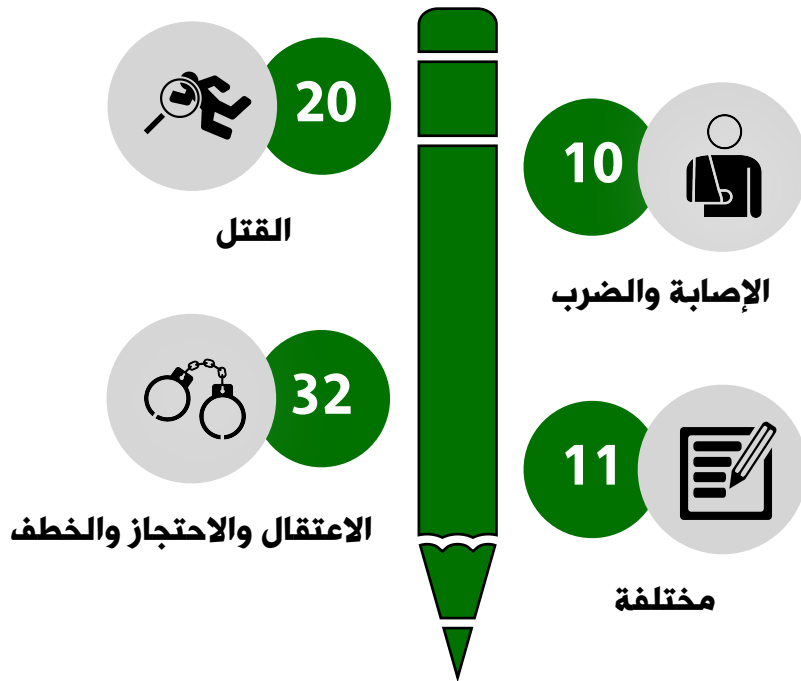 20
القتل
10
الإصابة والضرب
32
الاعتقال والاحتجاز والخطف
11
مختلفة